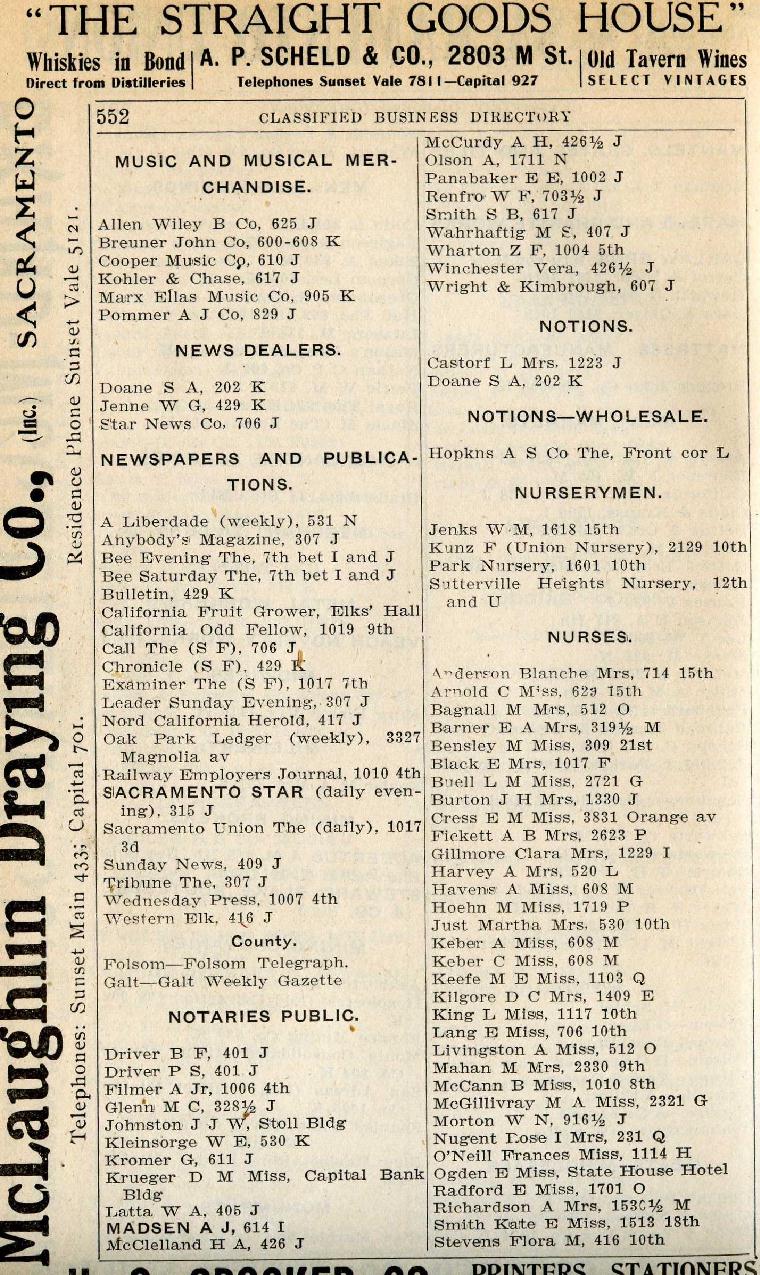 "THE STRAIGHT GOODS HOUSE"
Whiskies in Bond
Direct from Distilleries
A. P. SCHELD & CO., 2803 M St.
Telephones Sunset Vale 7811—Capital 927
Old Tavern Wines
SELECT VINTAGES
McLaughlin Draying Co., (Inc.) SACRAMENTO
Telephones: Sunset Main 433; Capital 701. Residence Phone Sunset Vale 5121.
552 CLASSIFIED BUSINESS DIRECTORY
MUSIC AND MUSICAL MER-
CHANDISE.
Allen Wiley B Co, 625 J
Breuner John Co, 600-608 K
Cooper Music Co, 610 J
Kohler & Chase, 617 J
Marx Ellas Music Co, 905 K
Pommer A J Co, 829 J
NEWS DEALERS.
Doane S A, 202 K
Jenne W G, 429 K
Star News Co, 706 J
NEWSPAPERS AND PUBLICA-
TIONS.
A Liberdade (weekly), 531 N
Anybody's Magazine, 307 J
Bee Evening The, 7th bet I and J
Bee Saturday The, 7th bet I and J
Bulletin, 429 K
California Fruit Grower, Elks' Hall
California Odd Fellow, 1019 9th
Call The (S F), 706 J
Chronicle (S F), 429 K
Examiner The (S F), 1017 7th
Leader Sunday Evening, 307 J
Nord California Herold, 417 J
Oak Park Ledger (weekly), 3327
Magnolia av
Railway Employers Journal, 1010 4th
SACRAMENTO STAR (daily even-
ing), 315 J
Sacramento Union The (daily), 1017
3d
Sunday News, 409 J
Tribune The, 307 J
Wednesday Press, 1007 4th
Western Elk, 416 J
County.
Folsom—Folsom Telegraph.
Galt—Galt Weekly Gazette
NOTARIES PUBLIC.
Driver B F, 401 J
Driver P S, 401 J
Filmer A Jr, 1006 4th
Glenn M C, 328½ J
Johnston J J W, Stoll Bldg
Kleinsorge W E, 530 K
Kromer G, 611 J
Krueger D M Miss, Capital Bank
Bldg
Latta W A, 405 J
MADSEN A J, 614 I
McClelland H A, 426 J
McCurdy A H, 426½ J
Olson A, 1711 N
Panabaker E E, 1002 J
Renfro W F, 703½ J
Smith S B, 617 J
Wahrhaftig M S, 407 J
Wharton Z F, 1004 5th
Winchester Vera, 426½ J
Wright & Kimbrough, 607 J
NOTIONS.
Castorf L Mrs. 1223 J
Doane S A, 202 K
NOTIONS—WHOLESALE.
Hopkns A S Co The, Front cor L
NURSERYMEN.
Jenks W M, 1618 15th
Kunz F (Union Nursery), 2129 10th
Park Nursery, 1601 10th
Sutterville Heights Nursery, 12th
and U
NURSES.
Anderson Blanche Mrs, 714 15th
Arnold C Miss, 629 15th
Bagnall M Mrs, 512 O
Barner E A Mrs, 319½ M
Bensley M Miss, 309 21st
Black E Mrs, 1017 F
Buell L M Miss, 2721 G
Burton J H Mrs, 1330 J
Cress E M Miss, 3831 Orange av
Fickett A B Mrs, 2623 P
Gillmore Clara Mrs, 1229 I
Harvey A Mrs, 520 L
Havens A Miss, 608 M
Hoehn M Miss, 1719 P
Just Martha Mrs. 530 10th
Keber A Miss, 608 M
Keber C Miss, 608 M
Keefe M E Miss, 1103 Q
Kilgore D C Mrs, 1409 E
King L Miss, 1117 10th
Lang E Miss, 706 10th
Livingston A Miss, 512 O
Mahan M Mrs, 2330 9th
McCann B Miss, 1010 8th
McGillivray M A Miss, 2321 G
Morton W N, 916½ J
Nugent Rose I Mrs, 231 Q
O'Neill Frances Miss, 1114 H
Ogden E Miss, State House Hotel
Radford E Miss, 1701 O
Richardson A Mrs, 1530½ M
Smith Kate E Miss, 1513 18th
Stevens Flora M, 416 10th
PRINTERS, STATIONERS